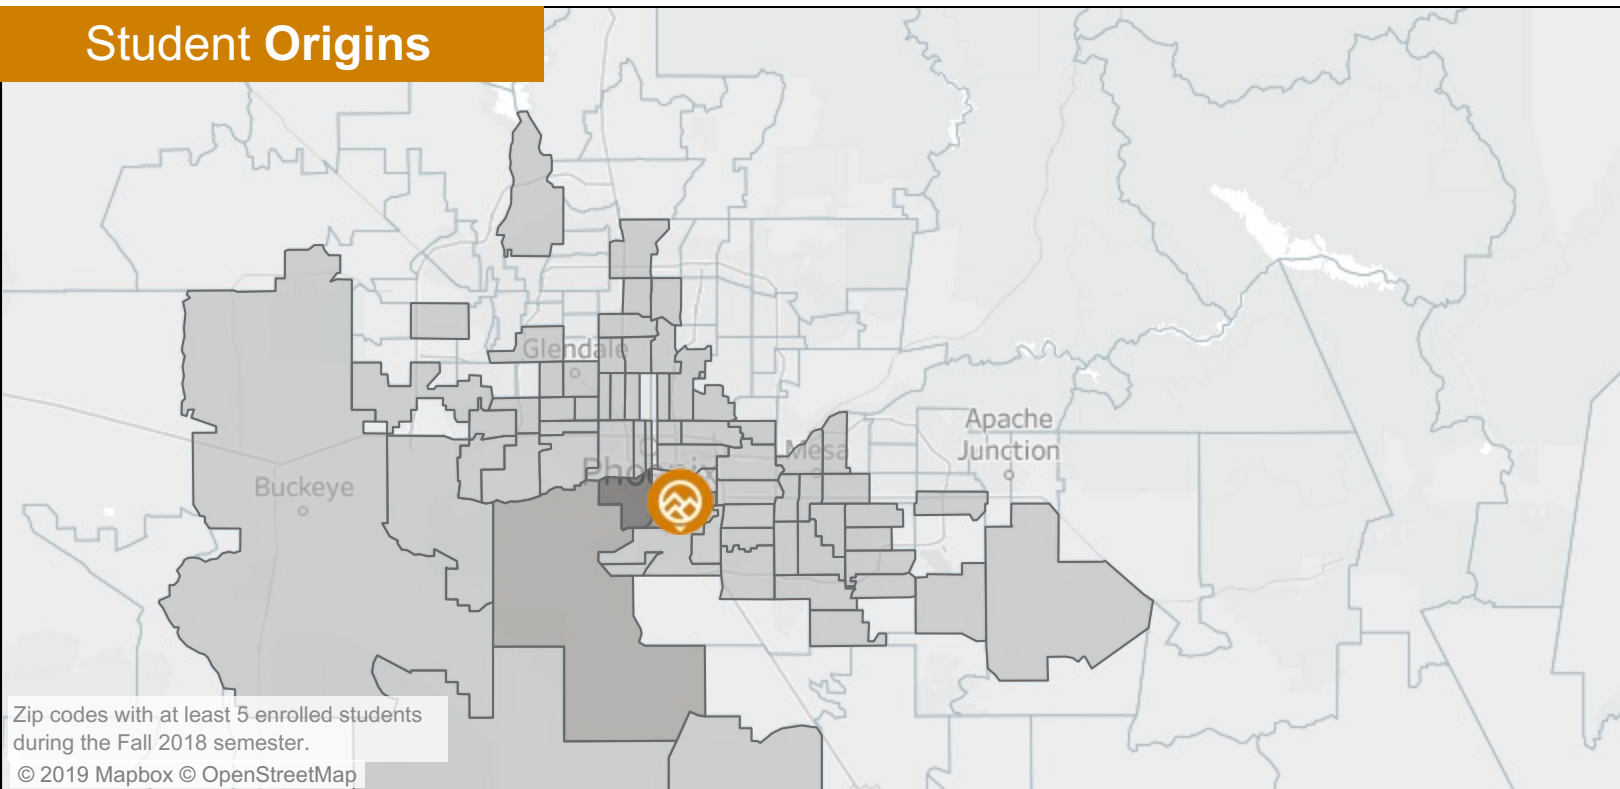 Student Origins
Glendale
Apache
Junction
Mesa
Phoenix
Buckeye
Zip codes with at least 5 enrolled students
during the Fall 2018 semester.
© 2019 Mapbox © OpenStreetMap